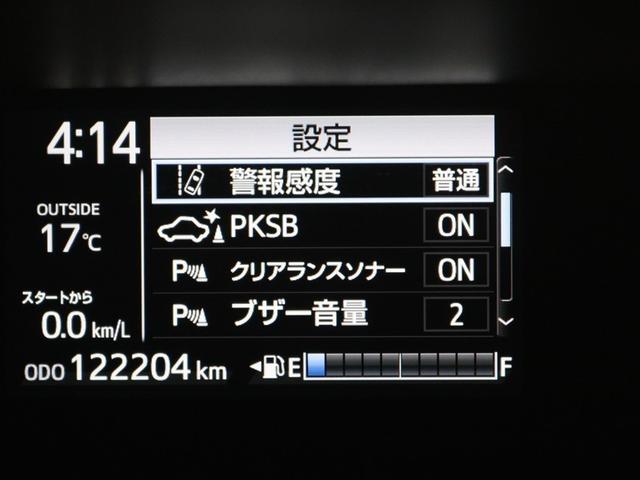 4:14
設定
警報感度 普通
OUTSIDE
17℃
PKSB ON
P クリアランスソナー ON
スタートから
0.0 km/L
P ブザー音量 2
ODO 122204 km
E F